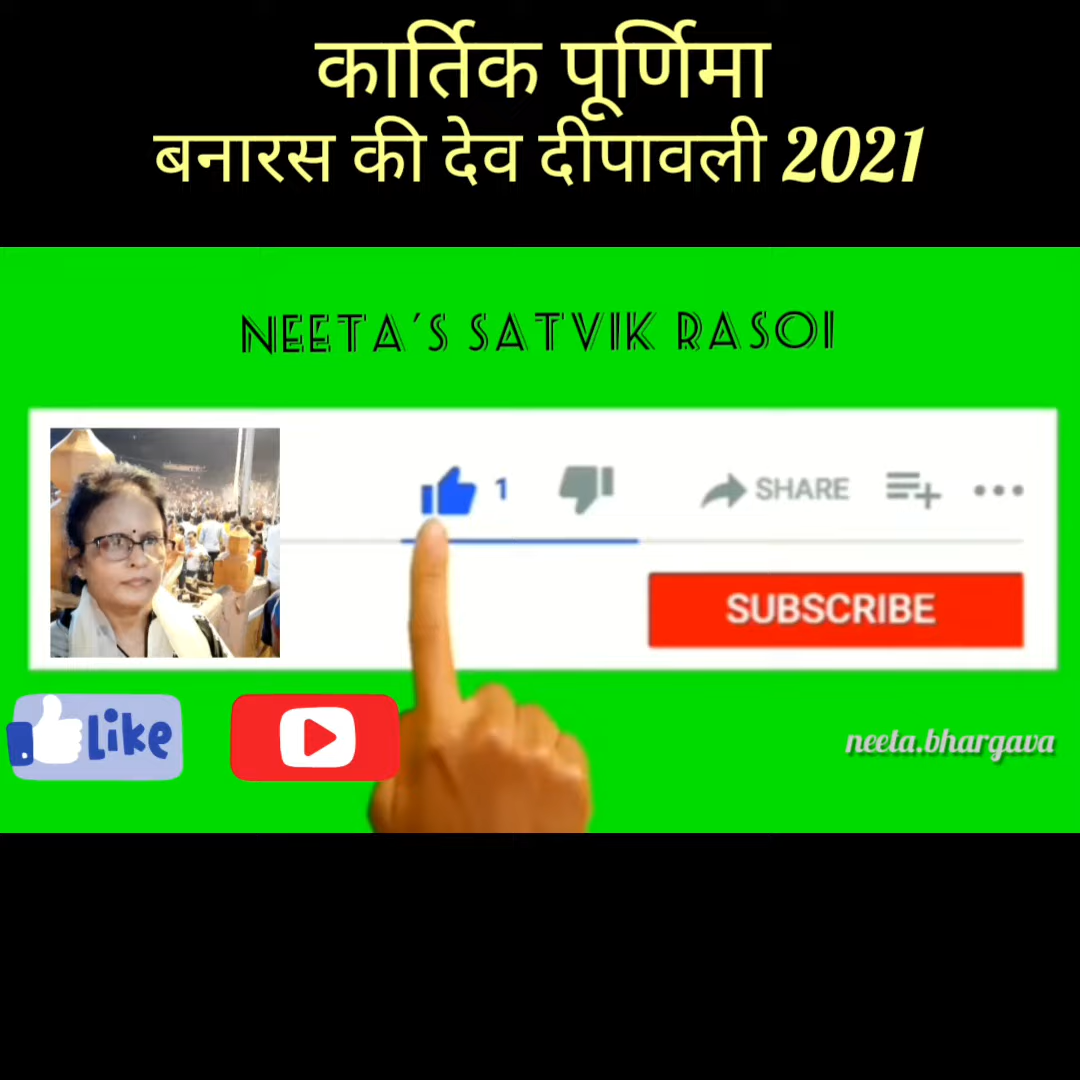 कार्तिक पूर्णिमा
बनारस की देव दीपावली 2021
NEETA'S SATVIK RASOI
1 SHARE
SUBSCRIBE
Like
neeta.bhargava